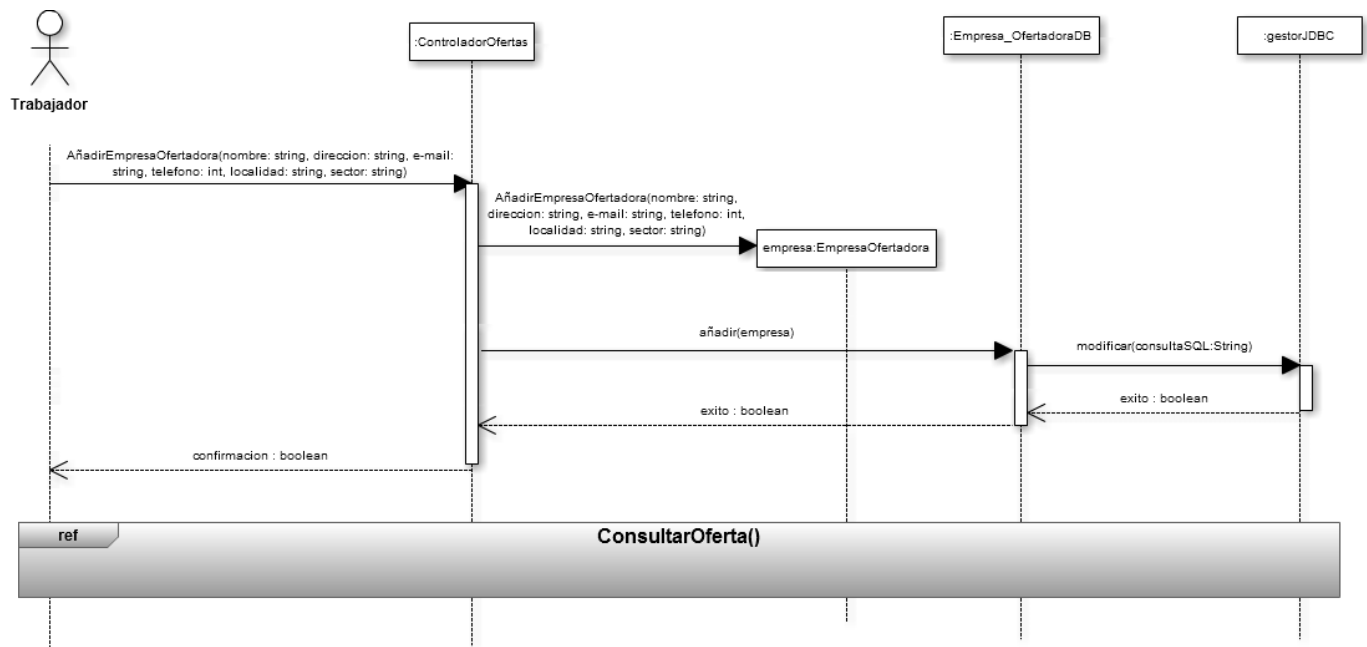 :ControladorOfertas
:Empresa_OfertadoraDB
:gestorJDBC
Trabajador
AñadirEmpresaOfertadora(nombre: string, direccion: string, e-mail:
string, telefono: int, localidad: string, sector: string)
AñadirEmpresaOfertadora(nombre: string,
direccion: string, e-mail: string, telefono: int,
localidad: string, sector: string)
empresa:EmpresaOfertadora
añadir(empresa)
modificar(consultaSQL:String)
exito : boolean
exito : boolean
confirmacion : boolean
ref
ConsultarOferta()